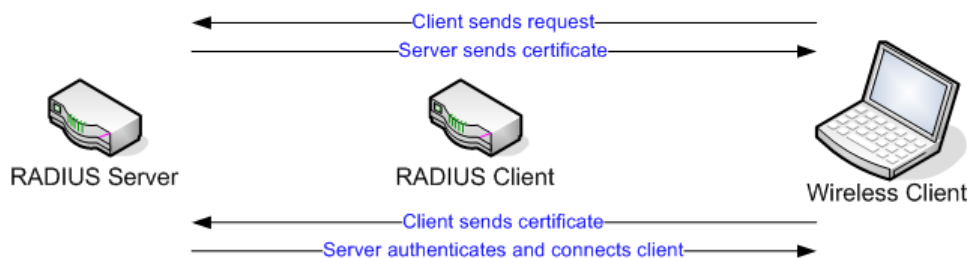 Client sends request
Server sends certificate
RADIUS Server
RADIUS Client
Wireless Client
Client sends certificate
Server authenticates and connects client